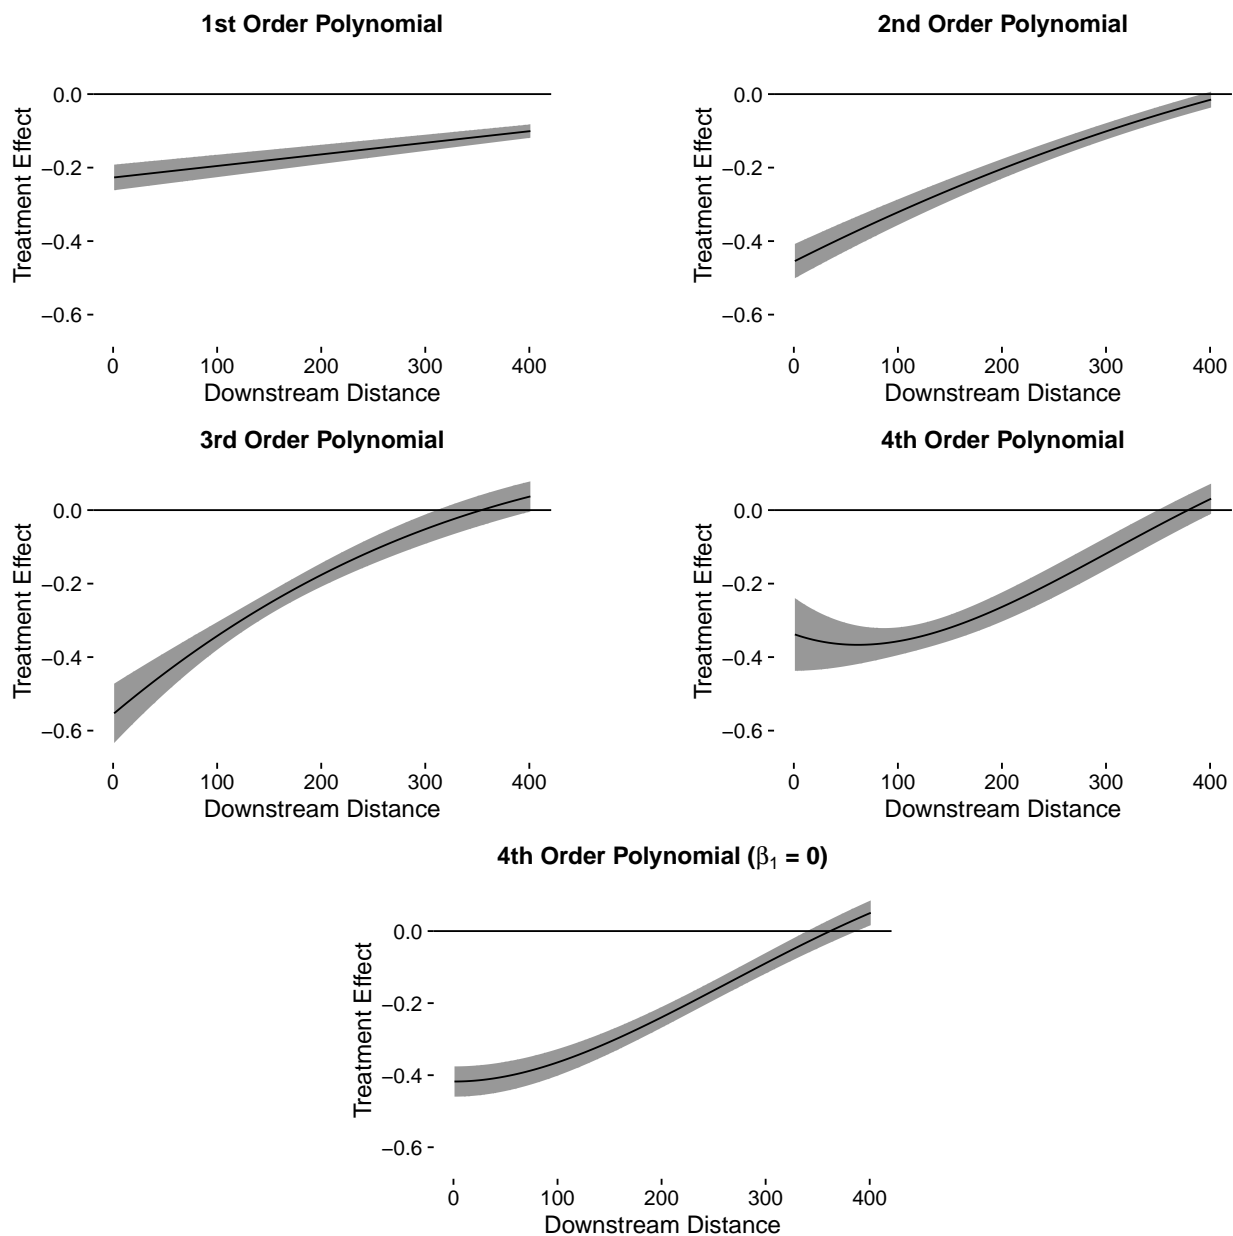 1st Order Polynomial
0.0
−0.2
−0.4
−0.6
Treatment Effect
0 100 200 300 400
Downstream Distance
2nd Order Polynomial
0.0
−0.2
−0.4
−0.6
Treatment Effect
0 100 200 300 400
Downstream Distance
3rd Order Polynomial
0.0
−0.2
−0.4
−0.6
Treatment Effect
0 100 200 300 400
Downstream Distance
4th Order Polynomial
0.0
−0.2
−0.4
−0.6
Treatment Effect
0 100 200 300 400
Downstream Distance
4th Order Polynomial (β₁ = 0)
0.0
−0.2
−0.4
−0.6
Treatment Effect
0 100 200 300 400
Downstream Distance